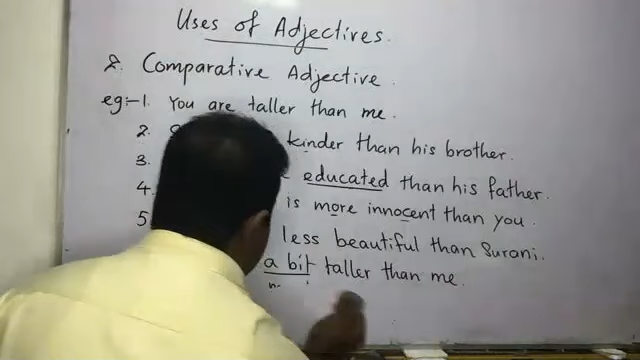 Uses of Adjectives.
2. Comparative Adjective.
eg:-1. You are taller than me.
2. kinder than his brother.
3. educated than his father.
4. is more innocent than you.
5 less beautiful than Surani.
a bit taller than me.